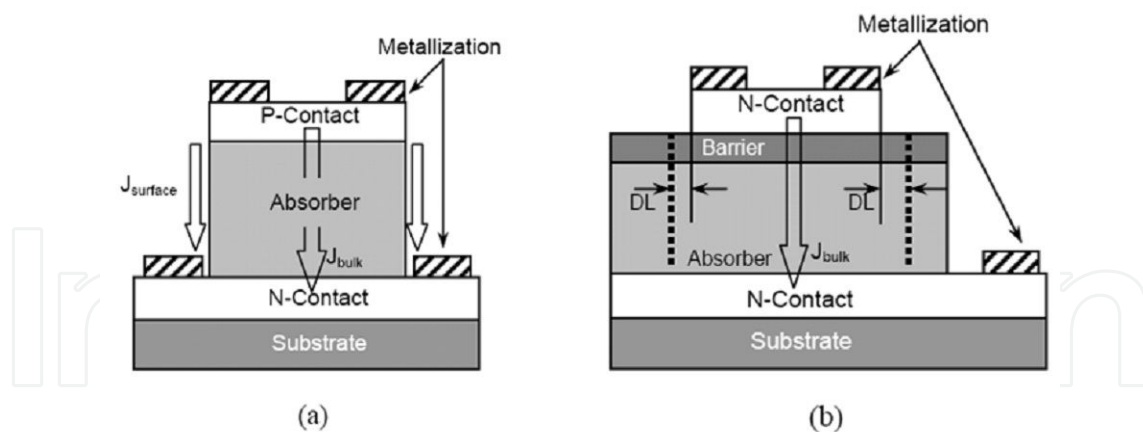 Metallization
P-Contact
J_surface
Absorber
J_bulk
N-Contact
Substrate
(a)
Metallization
N-Contact
Barrier
DL
DL
Absorber
J_bulk
N-Contact
Substrate
(b)